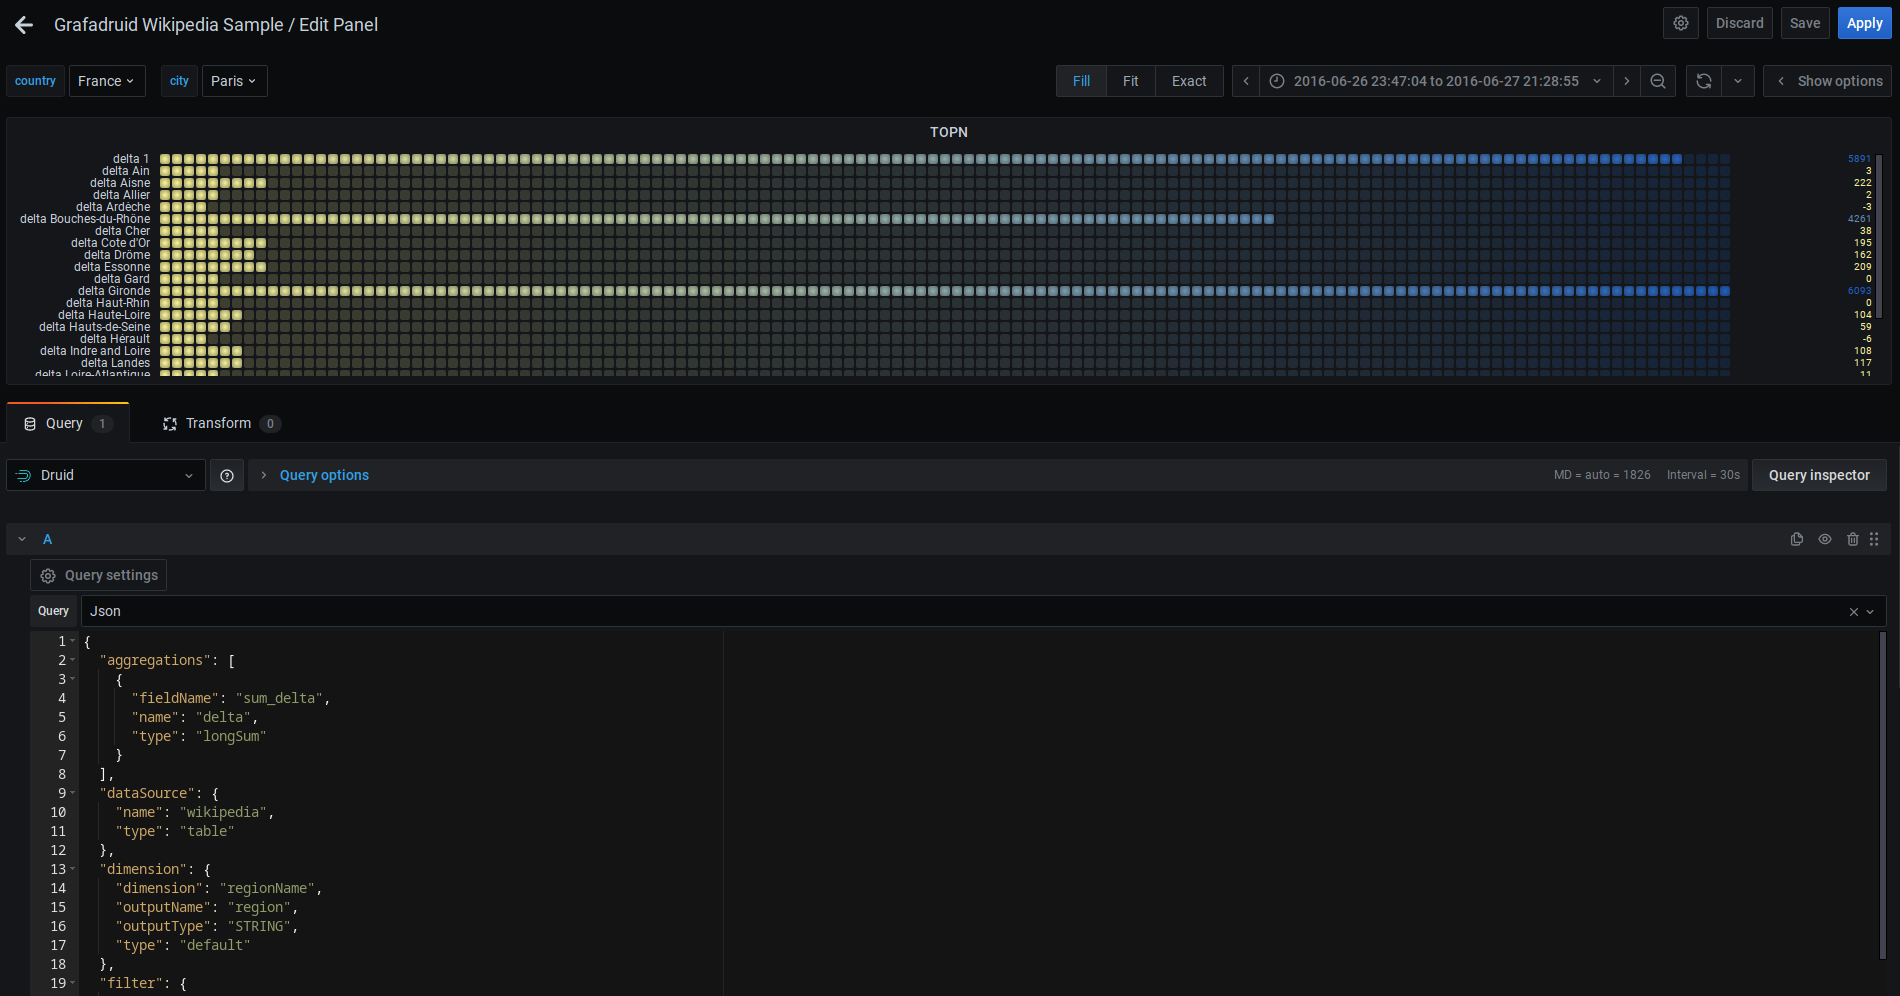 Grafadruid Wikipedia Sample / Edit Panel
Discard
Save
Apply
country
France
city
Paris
Fill
Fit
Exact
2016-06-26 23:47:04 to 2016-06-27 21:28:55
Show options
TOPN
delta 1 5891
delta Ain 3
delta Aisne 222
delta Allier 2
delta Ardèche -3
delta Bouches-du-Rhône 4261
delta Cher 38
delta Cote d'Or 195
delta Drôme 162
delta Essonne 209
delta Gard 0
delta Gironde 6093
delta Haut-Rhin 0
delta Haute-Loire 104
delta Hauts-de-Seine 59
delta Hérault -6
delta Indre and Loire 108
delta Landes 117
delta Loire-Atlantique 11
Query 1
Transform 0
Druid
Query options
MD = auto = 1826
Interval = 30s
Query inspector
A
Query settings
Query
Json
1 {
2 "aggregations": [
3 {
4 "fieldName": "sum_delta",
5 "name": "delta",
6 "type": "longSum"
7 }
8 ],
9 "dataSource": {
10 "name": "wikipedia",
11 "type": "table"
12 },
13 "dimension": {
14 "dimension": "regionName",
15 "outputName": "region",
16 "outputType": "STRING",
17 "type": "default"
18 },
19 "filter": {